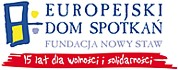 EUROPEJSKI
DOM SPOTKAŃ
FUNDACJA NOWY STAW
15 lat dla wolności i solidarności